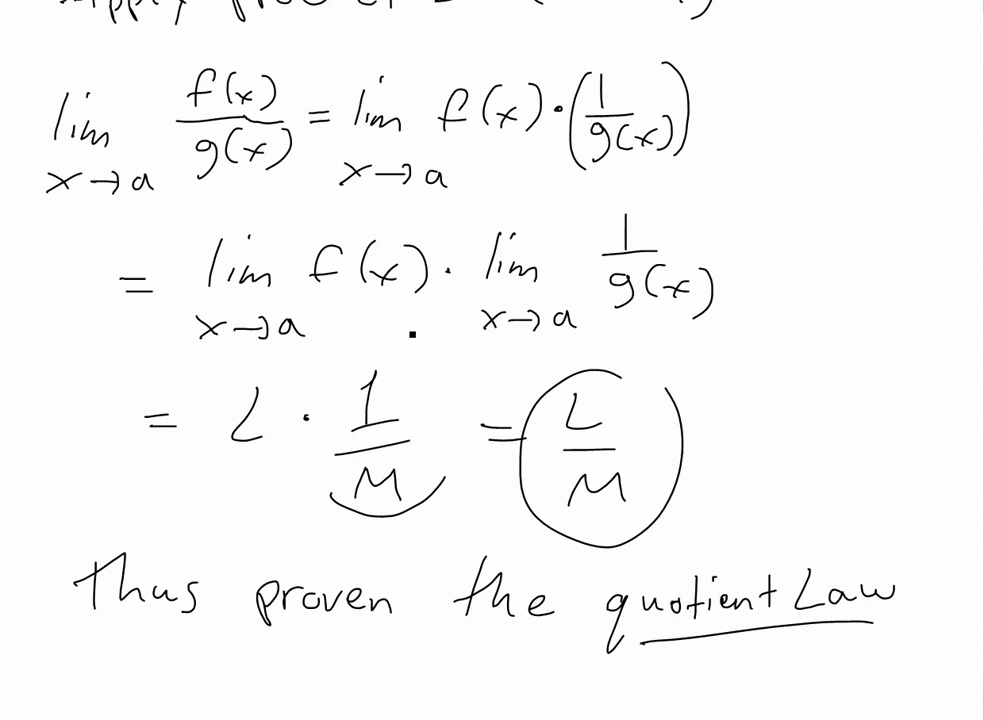 lim x→a f(x)/g(x) = lim x→a f(x) · (1/g(x))
= lim x→a f(x) · lim x→a 1/g(x)
= L · 1/M = L/M
thus proven the quotient Law